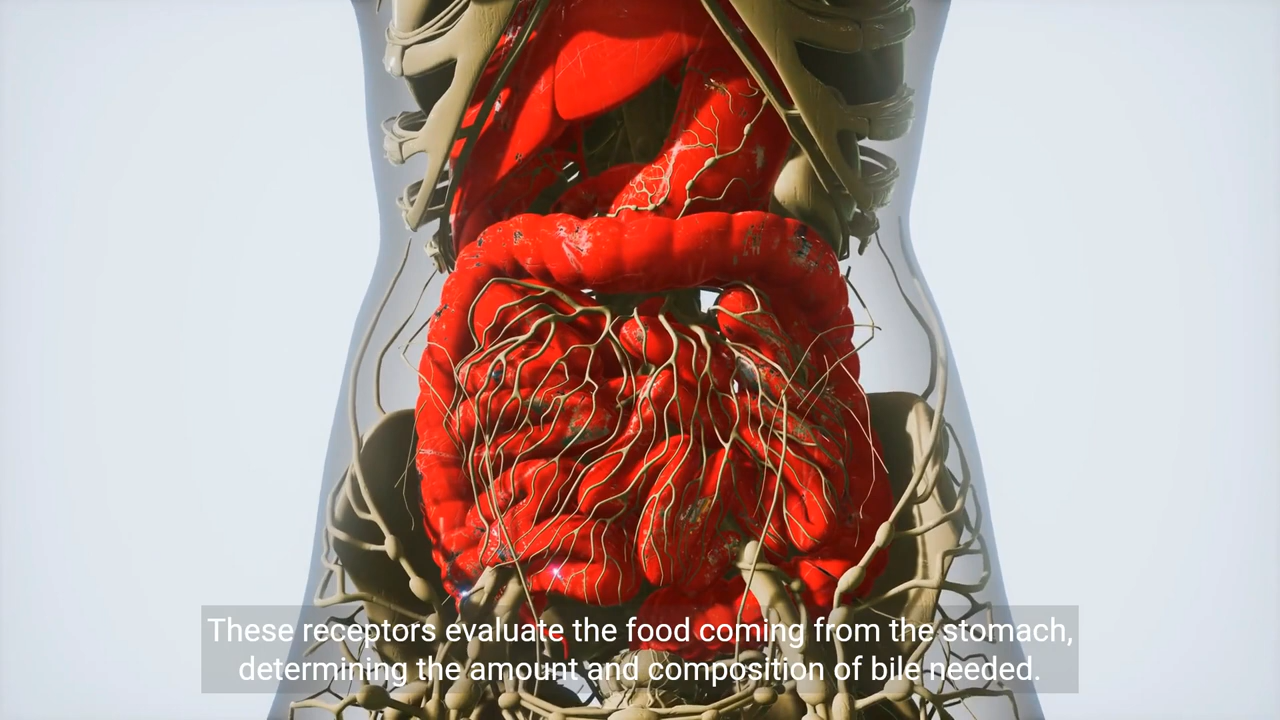 These receptors evaluate the food coming from the stomach,
determining the amount and composition of bile needed.